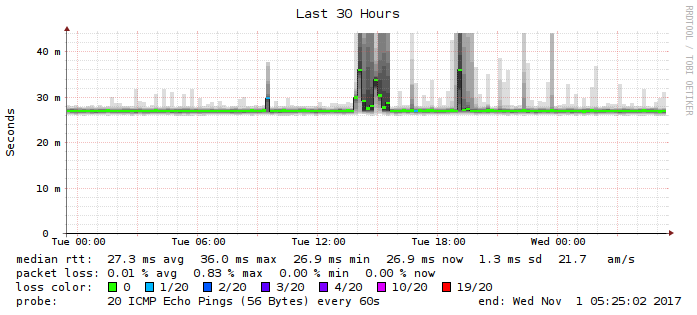 Last 30 Hours
RRDTOOL / TOBI OETIKER
Seconds
40 m
30 m
20 m
10 m
0
Tue 00:00 Tue 06:00 Tue 12:00 Tue 18:00 Wed 00:00
median rtt: 27.3 ms avg 36.0 ms max 26.9 ms min 26.9 ms now 1.3 ms sd 21.7 am/s
packet loss: 0.01 % avg 0.83 % max 0.00 % min 0.00 % now
loss color: 0 1/20 2/20 3/20 4/20 10/20 19/20
probe: 20 ICMP Echo Pings (56 Bytes) every 60s end: Wed Nov 1 05:25:02 2017